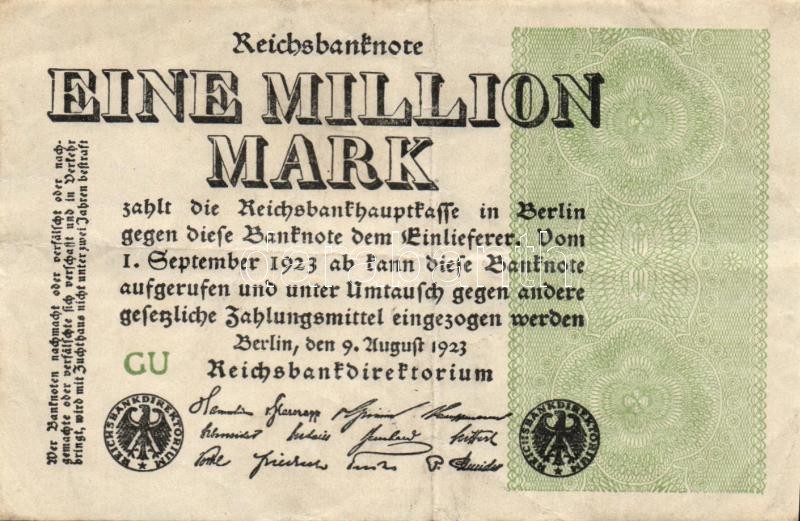 Reichsbanknote
EINE MILLION
MARK
zahlt die Reichsbankhauptkasse in Berlin
gegen diese Banknote dem Einlieferer. Vom
1. September 1923 ab kann diese Banknote
aufgerufen und unter Umtausch gegen andere
gesetzliche Zahlungsmittel eingezogen werden
Berlin, den 9. August 1923
GU
Reichsbankdirektorium
REICHSBANKDIREKTORIUM
REICHSBANKDIREKTORIUM
Wer Banknoten nachmacht oder verfälscht oder nach-
gemachte oder verfälschte sich verschafft und in Verkehr
bringt, wird mit Zuchthaus nicht unter zwei Jahren bestraft